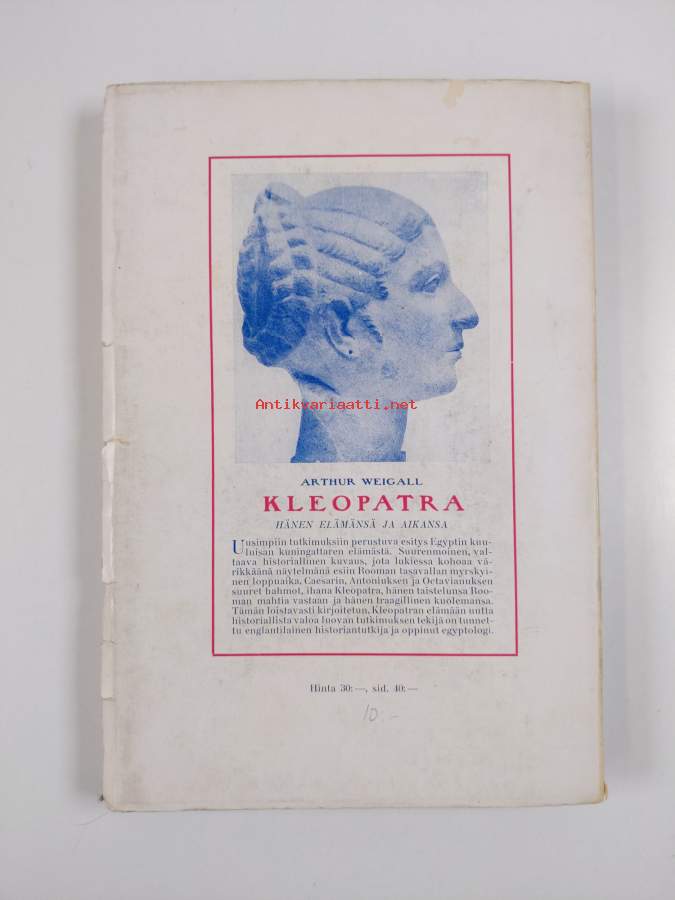 Antikvariaatti.net
ARTHUR WEIGALL
KLEOPATRA
HÄNEN ELÄMÄNSÄ JA AIKANSA
Uusimpiin tutkimuksiin perustuva esitys Egyptin kuu-
luisan kuningattaren elämästä. Suurenmoinen, val-
taava historiallinen kuvaus, jota lukiessa kohoaa vä-
rikkäänä näytelmänä esiin Rooman tasavallan myrskyi-
nen loppuaika, Caesarin, Antoniuksen ja Octavianuksen
suuret hahmot, ihana Kleopatra, hänen taistelunsa Roo-
man mahtia vastaan ja hänen traagillinen kuolemansa.
Tämän loistavasti kirjoitetun, Kleopatran elämään uutta
historiallista valoa luovan tutkimuksen tekijä on tunnet-
tu englantilainen historiantutkija ja oppinut egyptologi.
Hinta 30:—, sid. 40:—
10.-